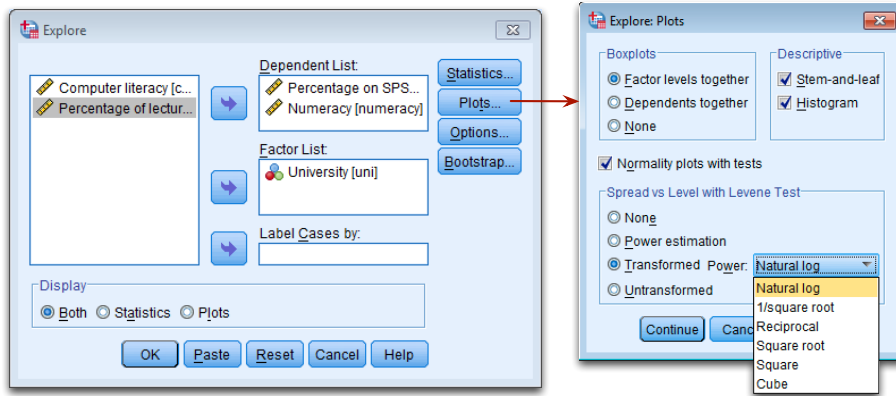 Explore
Computer literacy [c...
Percentage of lectur...
Dependent List:
Percentage on SPS...
Numeracy [numeracy]
Factor List:
University [uni]
Label Cases by:
Statistics...
Plots...
Options...
Bootstrap...
Display
Both Statistics Plots
OK Paste Reset Cancel Help
Explore: Plots
Boxplots
Factor levels together
Dependents together
None
Descriptive
Stem-and-leaf
Histogram
Normality plots with tests
Spread vs Level with Levene Test
None
Power estimation
Transformed Power: Natural log
Untransformed
Natural log
1/square root
Reciprocal
Square root
Square
Cube
Continue Canc